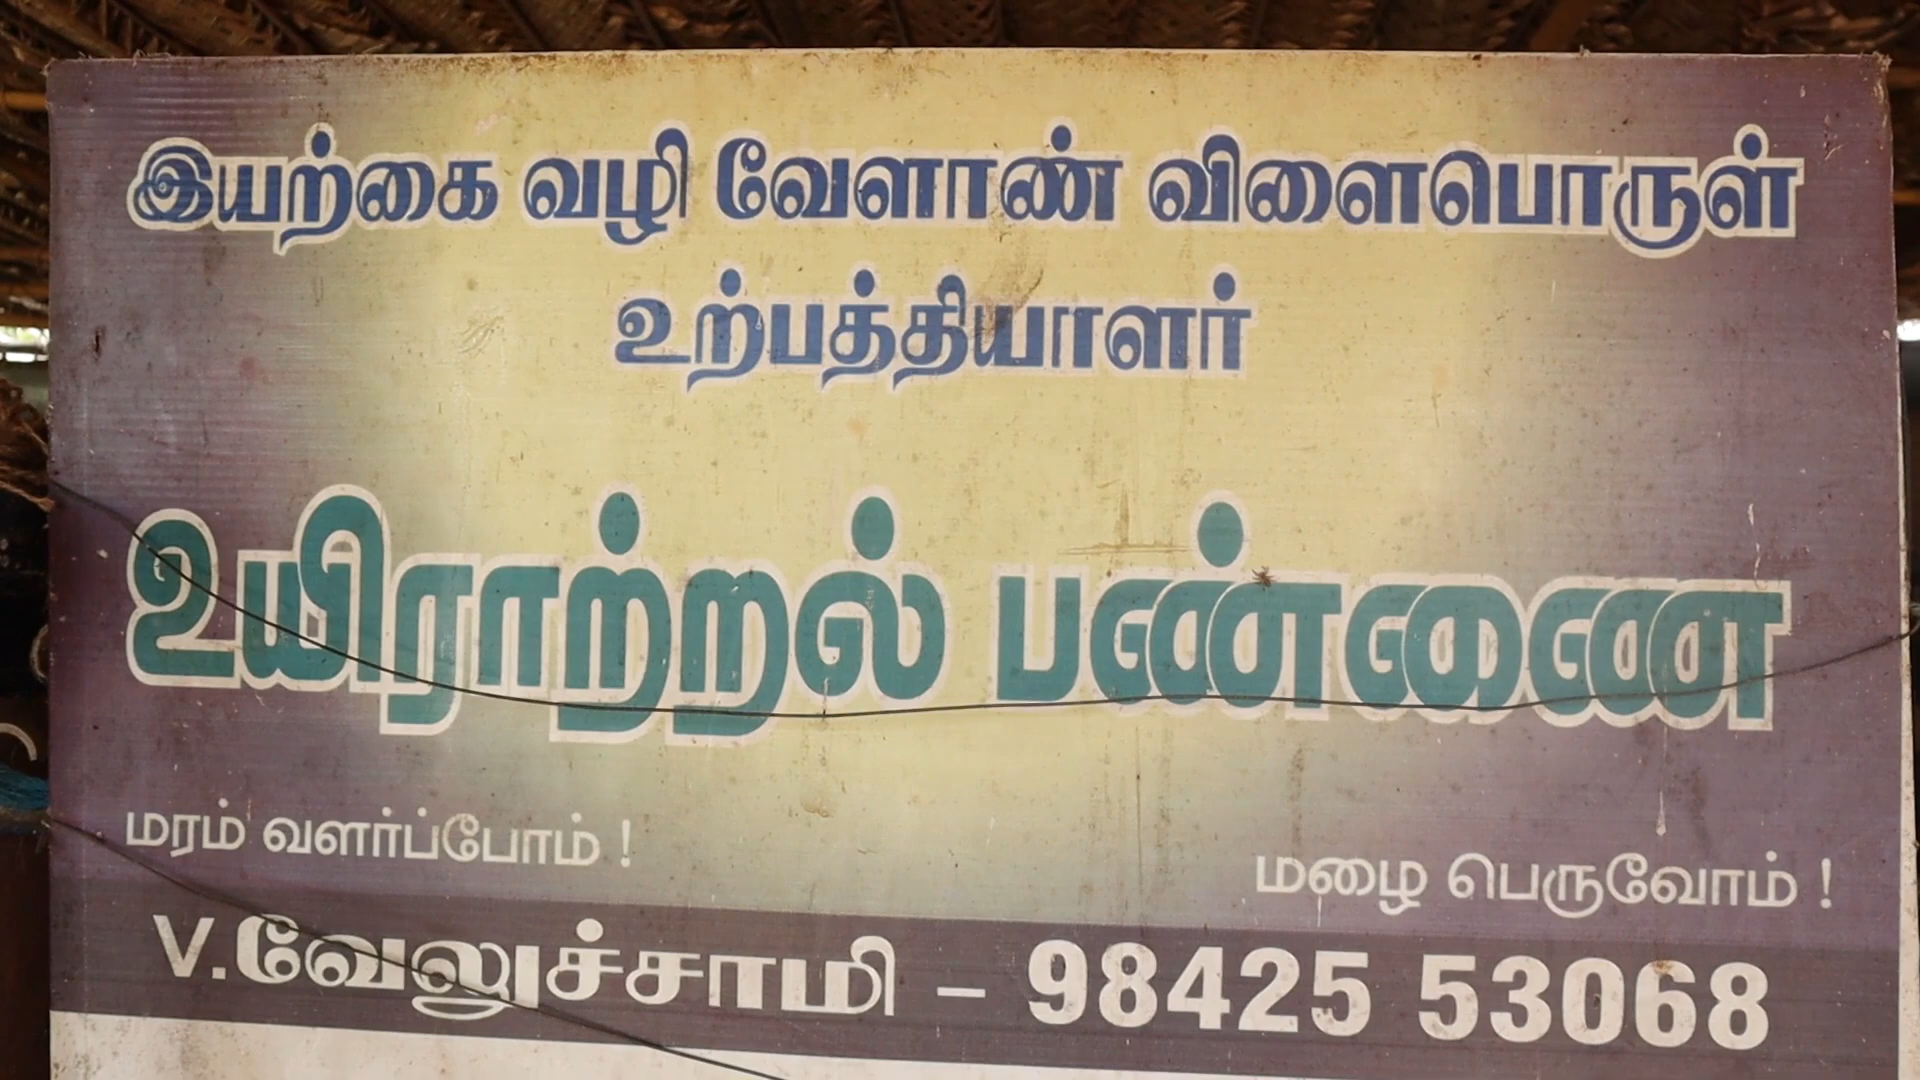 இயற்கை வழி வேளாண் விளைபொருள்
உற்பத்தியாளர்
உயிராற்றல் பண்ணை
மரம் வளர்ப்போம் !
மழை பெருவோம் !
V.வேலுச்சாமி – 98425 53068